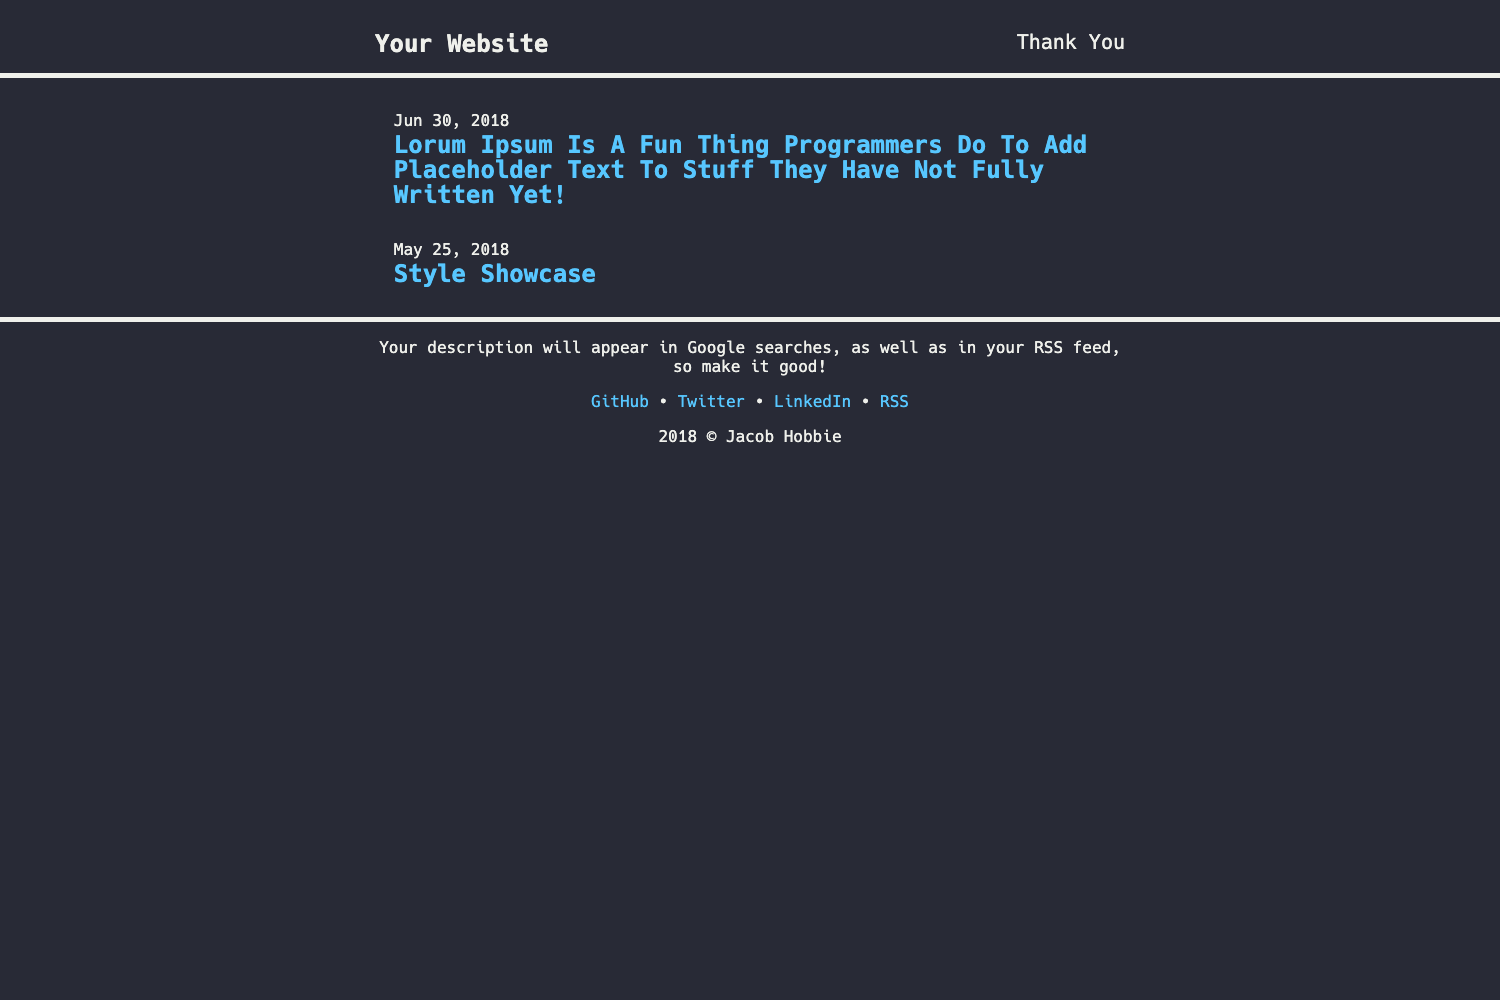 Your Website
Thank You
Jun 30, 2018
Lorum Ipsum Is A Fun Thing Programmers Do To Add
Placeholder Text To Stuff They Have Not Fully
Written Yet!
May 25, 2018
Style Showcase
Your description will appear in Google searches, as well as in your RSS feed,
so make it good!
GitHub • Twitter • LinkedIn • RSS
2018 © Jacob Hobbie